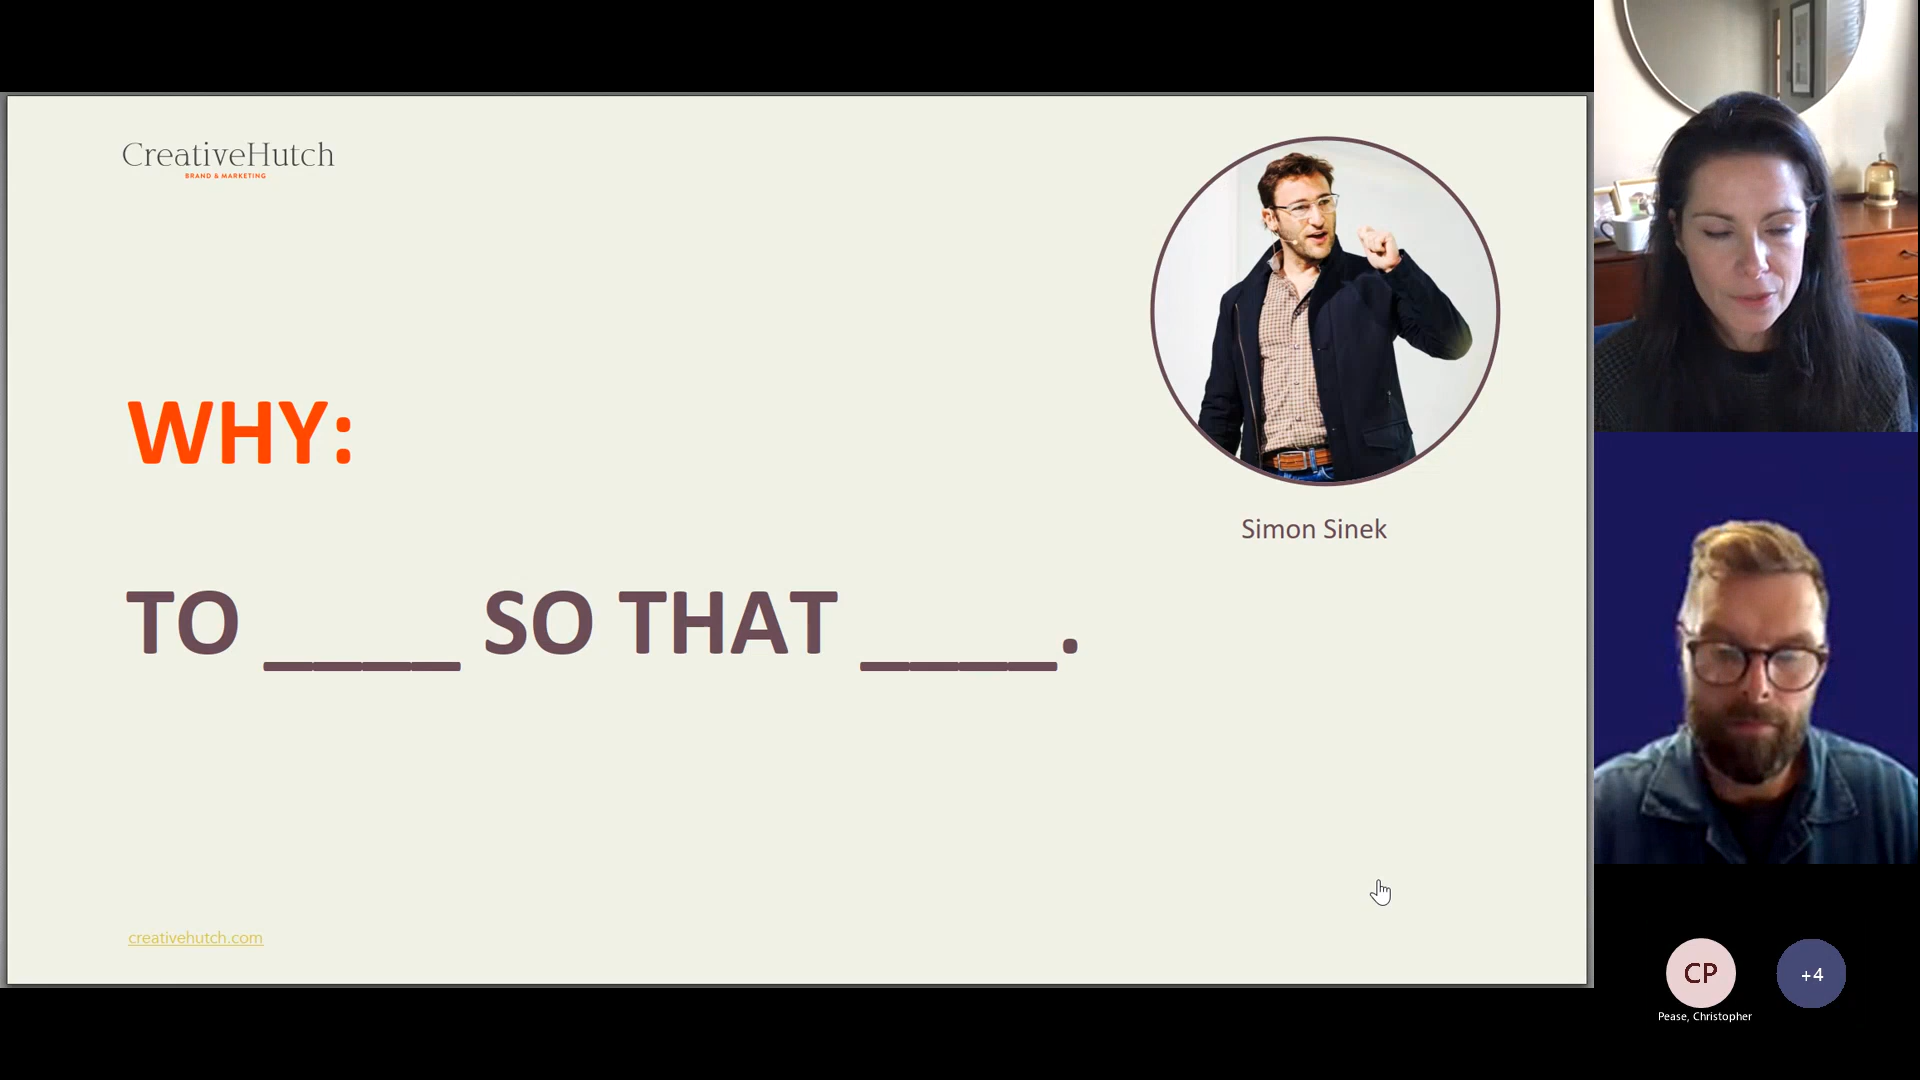 CreativeHutch
BRAND & MARKETING
Simon Sinek
WHY:
TO ____ SO THAT ____.
creativehutch.com
CP
+4
Pease, Christopher